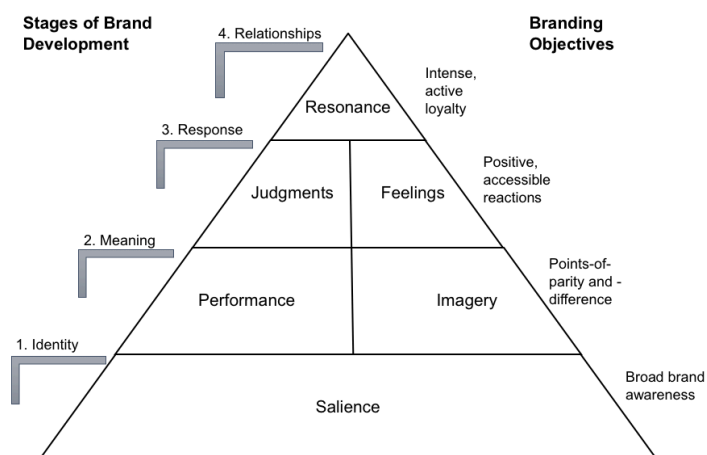 Stages of Brand
Development
Branding
Objectives
4. Relationships
Intense,
active
loyalty
Resonance
3. Response
Positive,
accessible
reactions
Judgments
Feelings
2. Meaning
Points-of-
parity and -
difference
Performance
Imagery
1. Identity
Broad brand
awareness
Salience